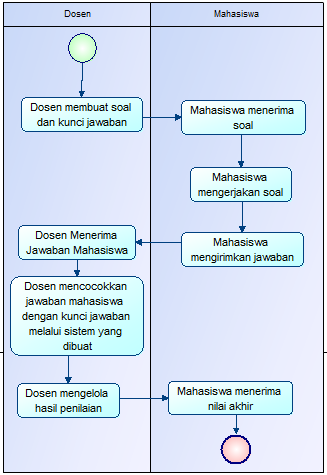 Dosen
Mahasiswa
Dosen membuat soal
dan kunci jawaban
Mahasiswa menerima
soal
Mahasiswa
mengerjakan soal
Mahasiswa
mengirimkan jawaban
Dosen Menerima
Jawaban Mahasiswa
Dosen mencocokkan
jawaban mahasiswa
dengan kunci jawaban
melalui sistem yang
dibuat
Dosen mengelola
hasil penilaian
Mahasiswa menerima
nilai akhir